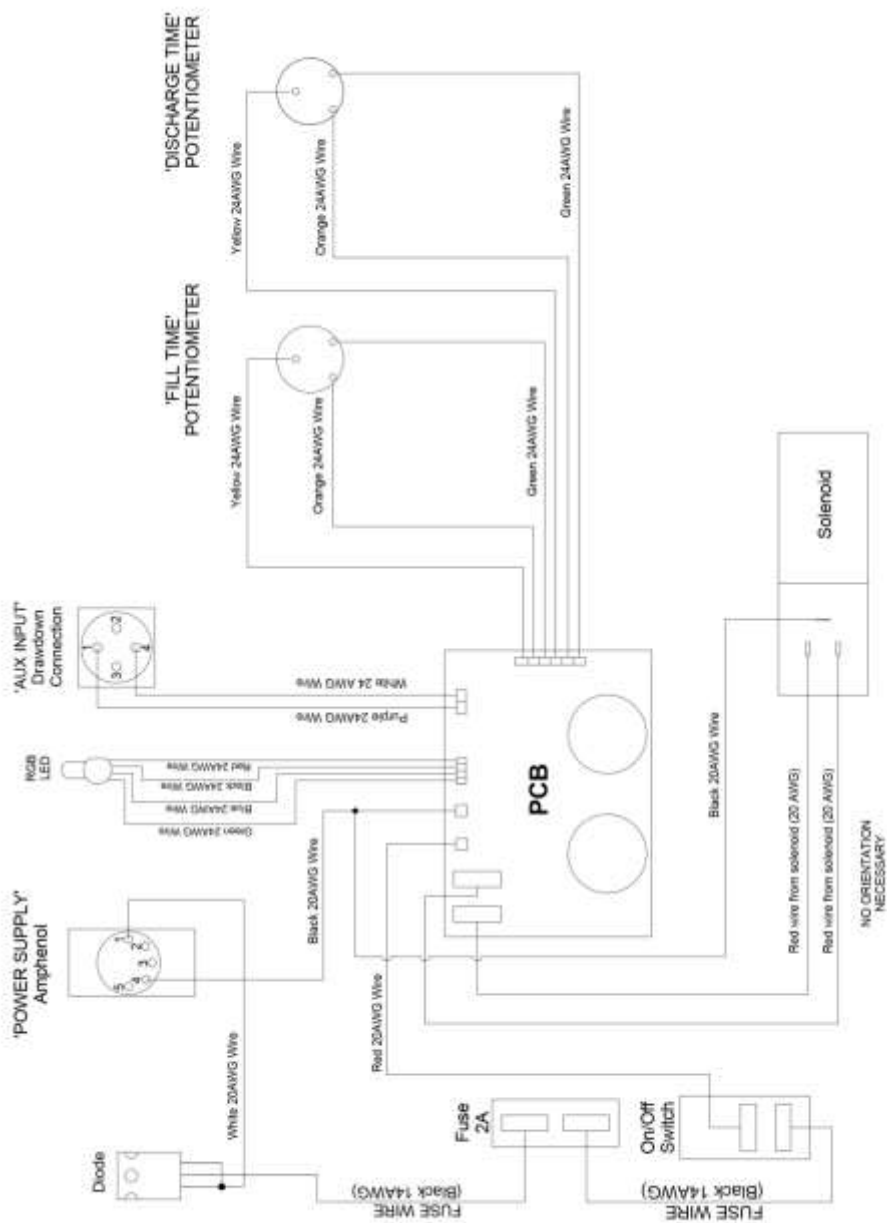 'POWER SUPPLY'
Amphenol
1
2
3
4
5
RGB
LED
'AUX INPUT'
Drawdown
Connection
1
2
3
4
'FILL TIME'
POTENTIOMETER
'DISCHARGE TIME'
POTENTIOMETER
Diode
White 20AWG Wire
Black 20AWG Wire
Green 24AWG Wire
Blue 24AWG Wire
Black 24AWG Wire
Red 24AWG Wire
Purple 24AWG Wire
White 24 AWG Wire
Yellow 24AWG Wire
Orange 24AWG Wire
Green 24AWG Wire
Yellow 24AWG Wire
Orange 24AWG Wire
Green 24AWG Wire
FUSE WIRE
(Black 14AWG)
Fuse
2A
Red 20AWG Wire
PCB
FUSE WIRE
(Black 14AWG)
On/Off
Switch
Black 20AWG Wire
Red wire from solenoid (20 AWG)
Red wire from solenoid (20 AWG)
Solenoid
NO ORIENTATION
NECESSARY